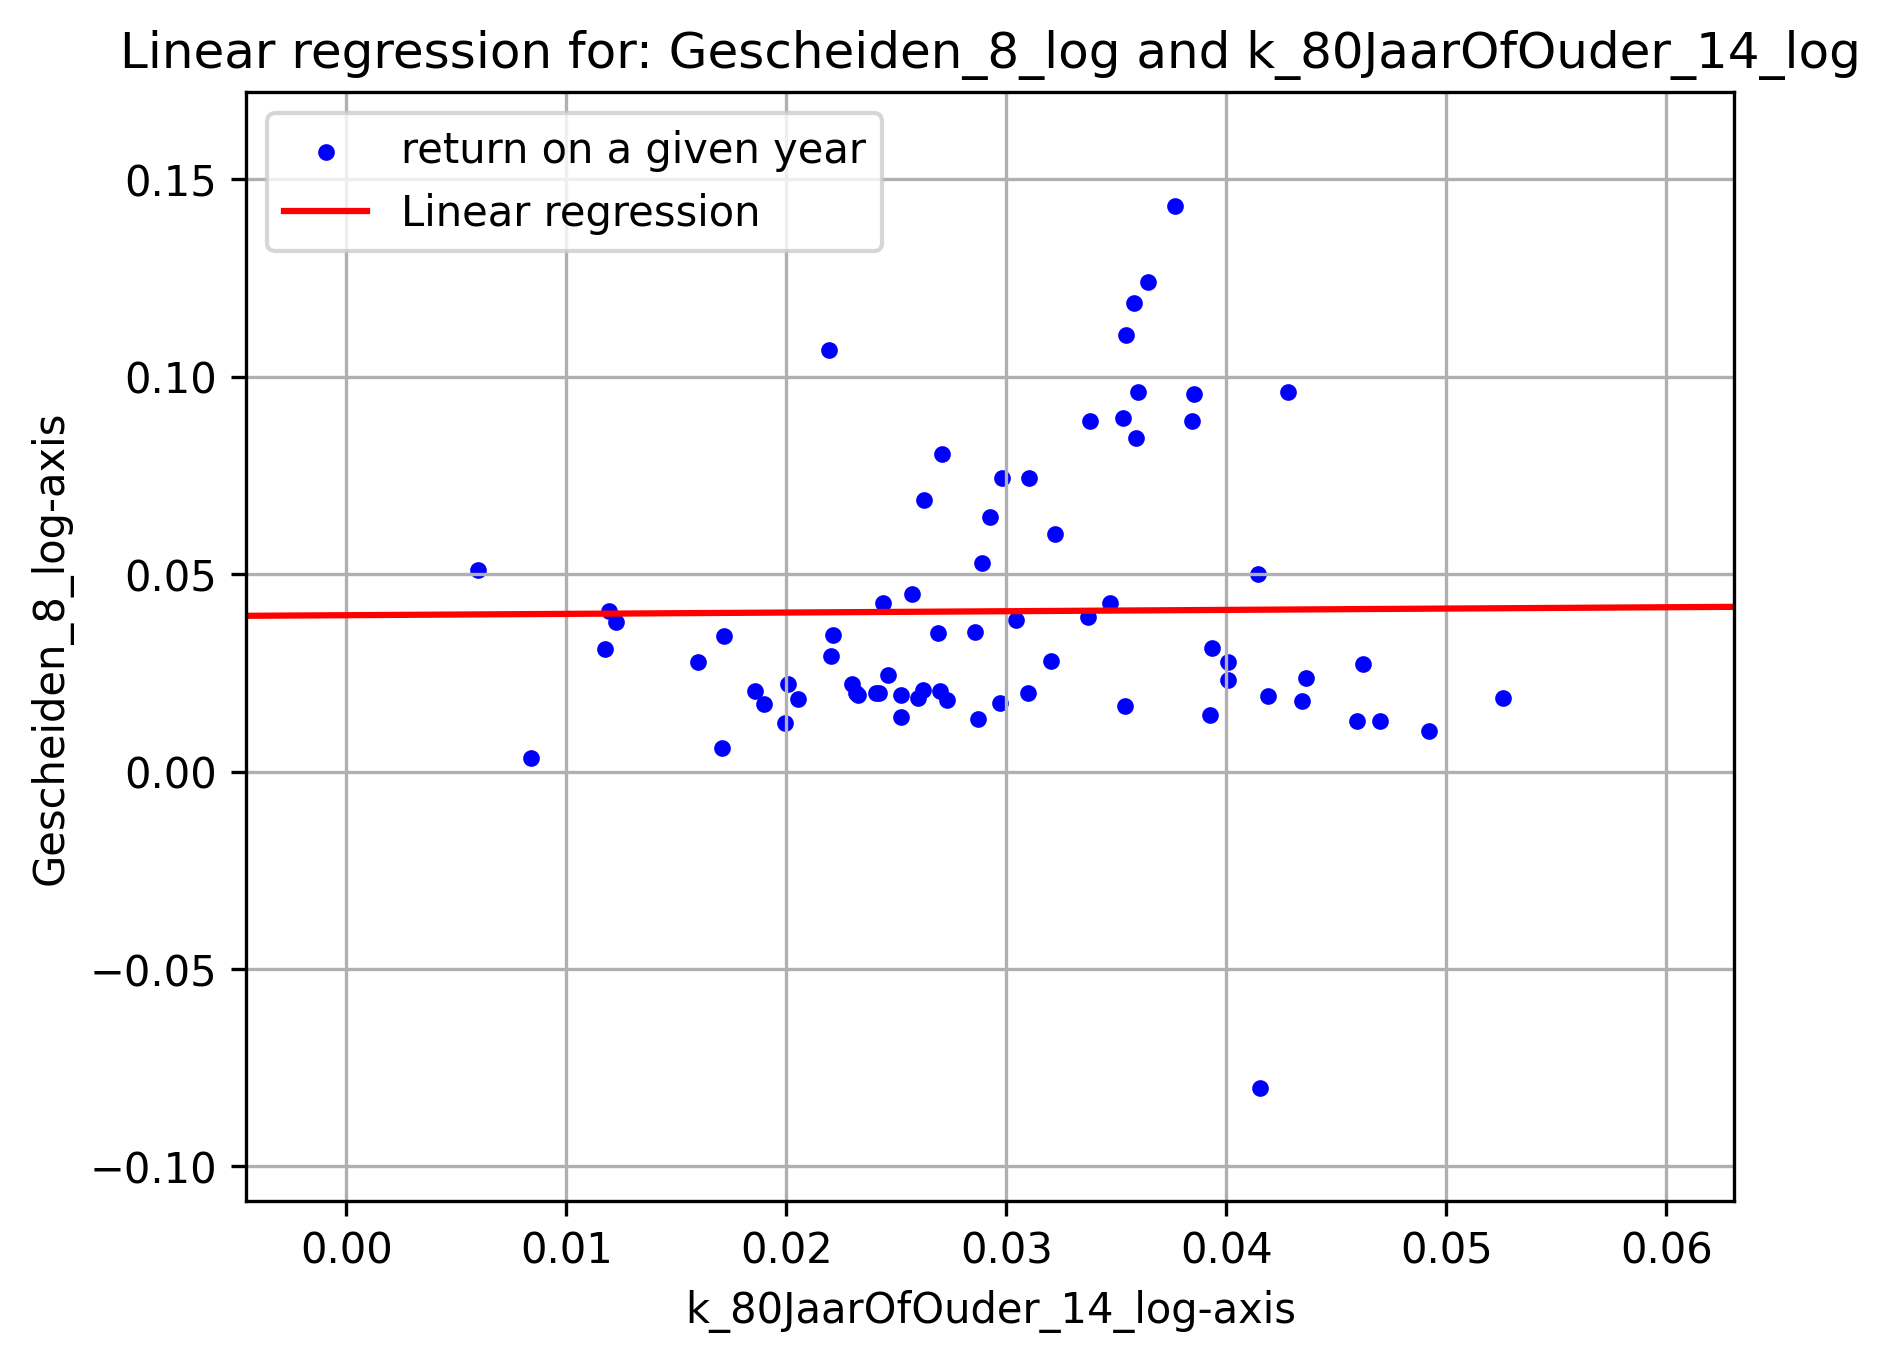 Linear regression for: Gescheiden_8_log and k_80JaarOfOuder_14_log
return on a given year
Linear regression
0.15
0.10
0.05
0.00
−0.05
−0.10
Gescheiden_8_log-axis
0.00 0.01 0.02 0.03 0.04 0.05 0.06
k_80JaarOfOuder_14_log-axis